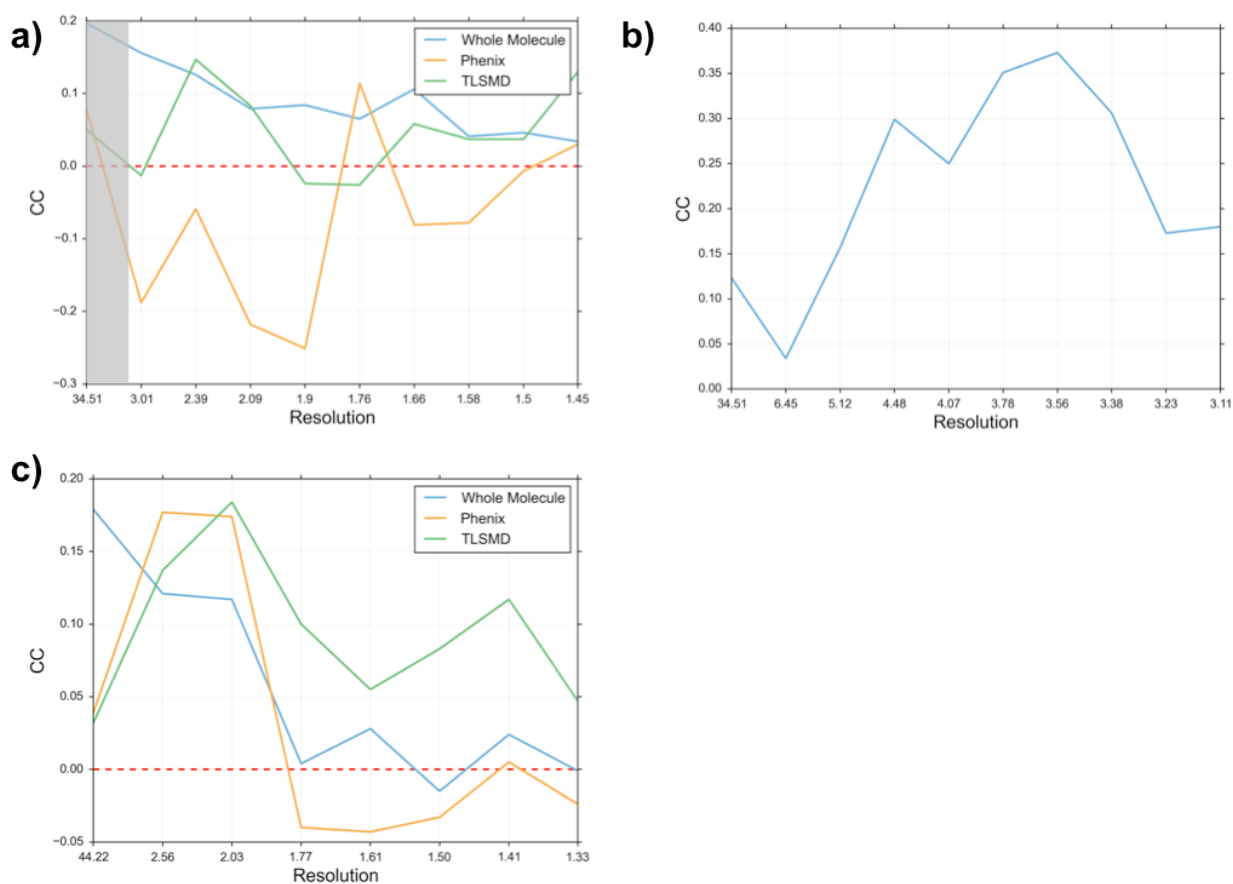 a)
Whole Molecule
Phenix
TLSMD
0.2
0.1
0.0
−0.1
−0.2
−0.3
CC
34.51 3.01 2.39 2.09 1.9 1.76 1.66 1.58 1.5 1.45
Resolution
b)
0.40
0.35
0.30
0.25
0.20
0.15
0.10
0.05
0.00
CC
34.51 6.45 5.12 4.48 4.07 3.78 3.56 3.38 3.23 3.11
Resolution
c)
Whole Molecule
Phenix
TLSMD
0.20
0.15
0.10
0.05
0.00
−0.05
CC
44.22 2.56 2.03 1.77 1.61 1.50 1.41 1.33
Resolution